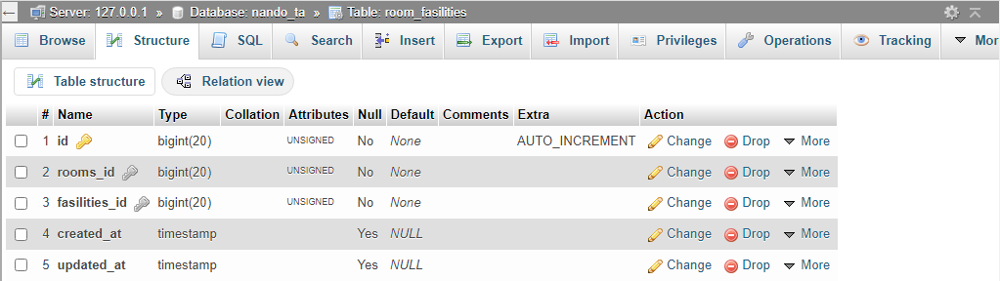 Server: 127.0.0.1 » Database: nando_ta » Table: room_fasilities
Browse Structure SQL Search Insert Export Import Privileges Operations Tracking Mor
Table structure Relation view
# Name Type Collation Attributes Null Default Comments Extra Action
1 id bigint(20) UNSIGNED No None AUTO_INCREMENT Change Drop More
2 rooms_id bigint(20) UNSIGNED No None Change Drop More
3 fasilities_id bigint(20) UNSIGNED No None Change Drop More
4 created_at timestamp Yes NULL Change Drop More
5 updated_at timestamp Yes NULL Change Drop More